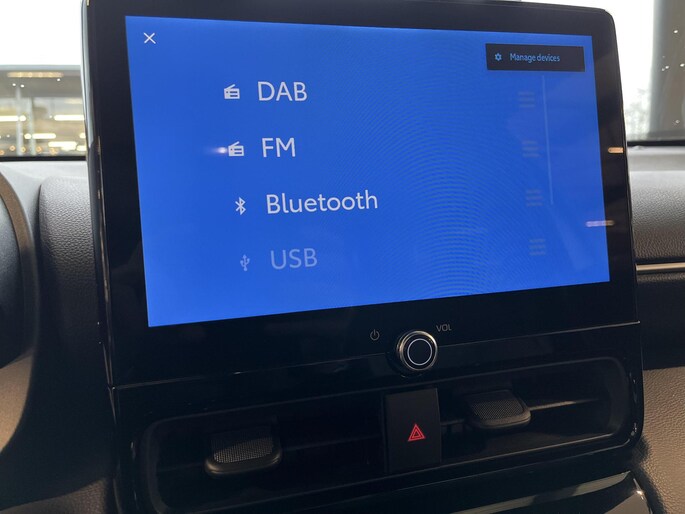 Manage devices
DAB
FM
Bluetooth
USB
VOL